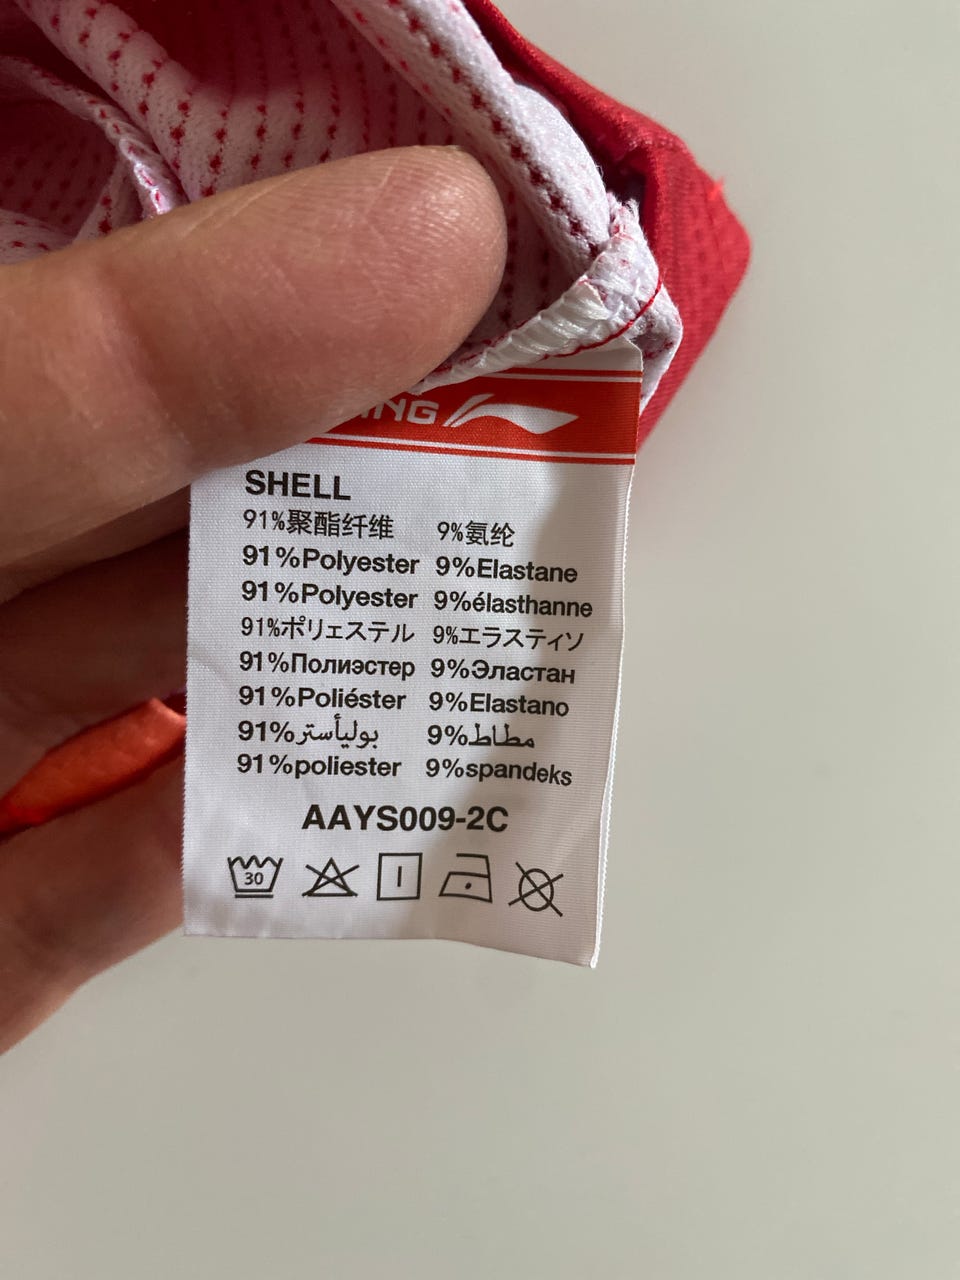 SHELL
91%聚酯纤维 9%氨纶
91%Polyester 9%Elastane
91%Polyester 9%élasthanne
91%ポリェステル 9%エラスティソ
91%Полиэстер 9%Эластан
91%Poliéster 9%Elastano
91%بوليأستر 9%مطاط
91%poliester 9%spandeks
AAYS009-2C
30